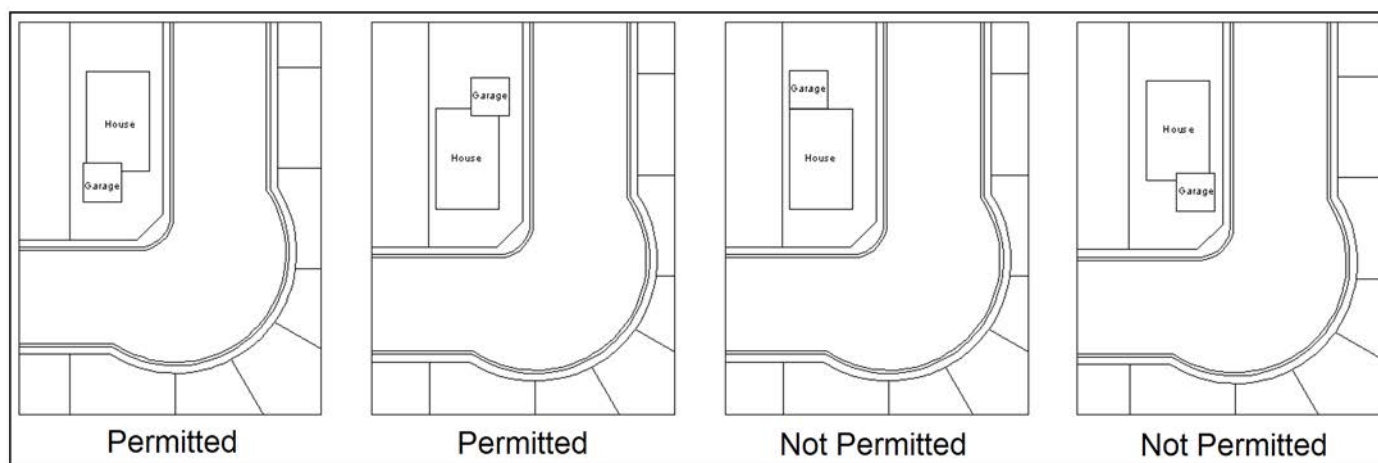 House
Garage
Permitted
Garage
House
Permitted
Garage
House
Not Permitted
House
Garage
Not Permitted